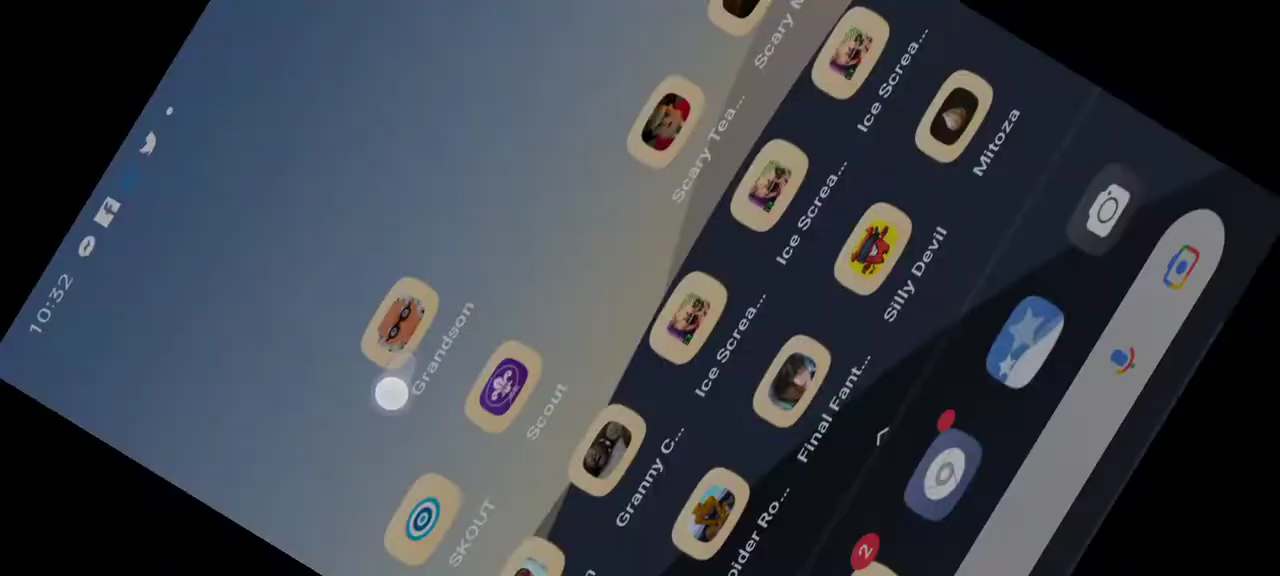 10:32
Grandson
Scary Tea...
Scary
Scout
Ice Screa...
Ice Screa...
Ice Screa...
SKOUT
Granny C...
Final Fant...
Silly Devil
Mitoza
2